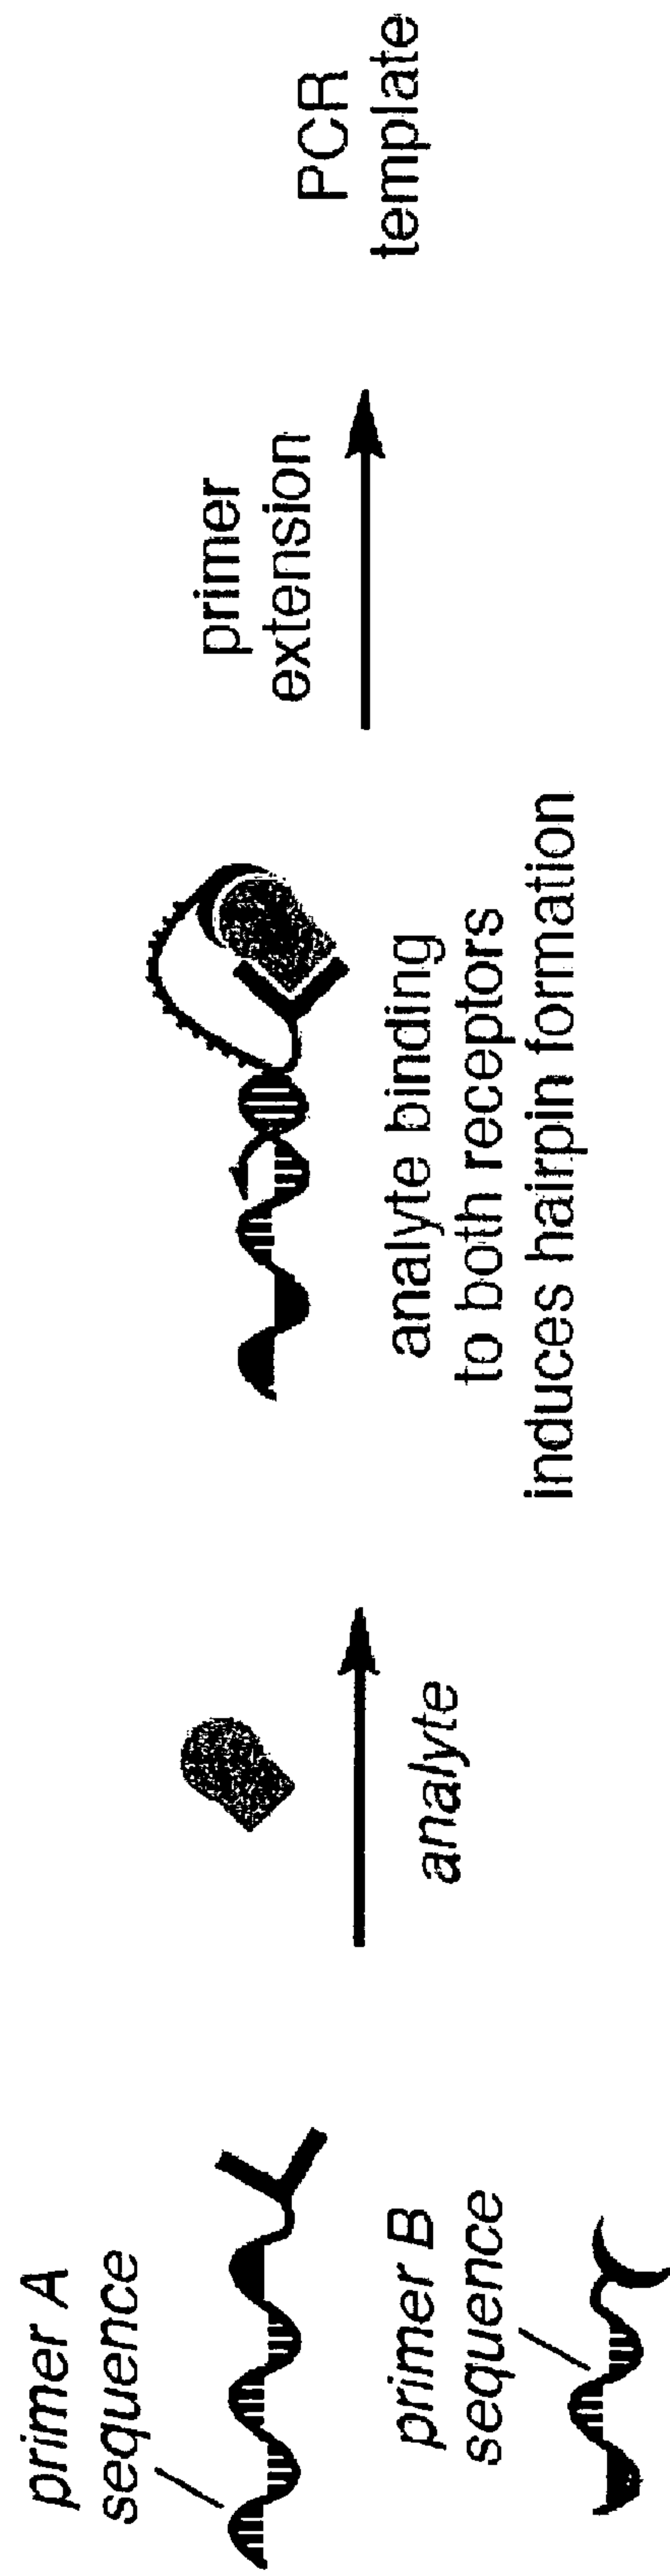 primer A
sequence
primer B
sequence
analyte
analyte binding
to both receptors
induces hairpin formation
primer
extension
PCR
template